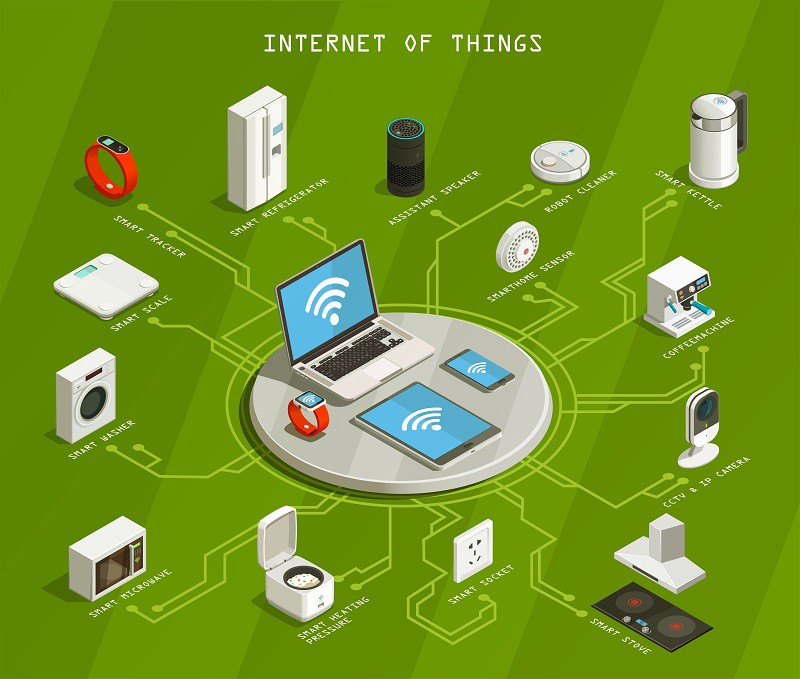 INTERNET OF THINGS
SMART TRACKER
SMART REFRIGERATOR
ASSISTANT SPEAKER
ROBOT CLEANER
SMART KETTLE
SMART SCALE
SMARTHOME SENSOR
COFFEEMACHINE
SMART WASHER
CCTV & IP CAMERA
SMART MICROWAVE
SMART HEATING
PRESSURE
SMART SOCKET
SMART STOVE